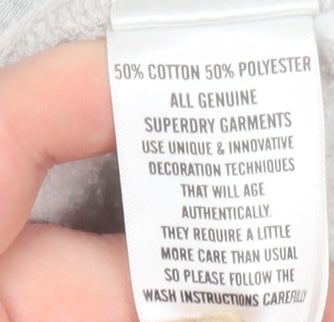 50% COTTON 50% POLYESTER
ALL GENUINE
SUPERDRY GARMENTS
USE UNIQUE & INNOVATIVE
DECORATION TECHNIQUES
THAT WILL AGE
AUTHENTICALLY.
THEY REQUIRE A LITTLE
MORE CARE THAN USUAL
SO PLEASE FOLLOW THE
WASH INSTRUCTIONS CAREFULLY